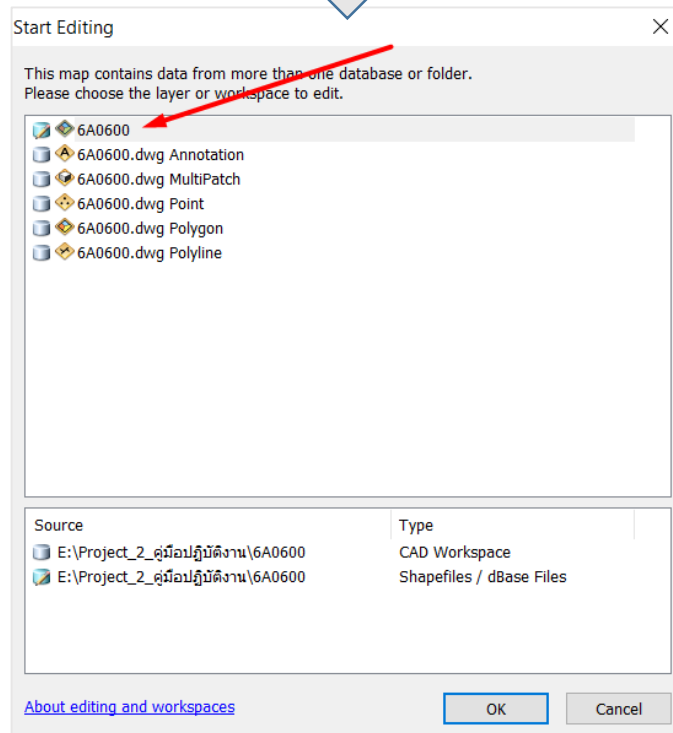 Start Editing
This map contains data from more than one database or folder.
Please choose the layer or workspace to edit.
6A0600
6A0600.dwg Annotation
6A0600.dwg MultiPatch
6A0600.dwg Point
6A0600.dwg Polygon
6A0600.dwg Polyline
Source Type
E:\Project_2_คู่มือปฏิบัติงาน\6A0600 CAD Workspace
E:\Project_2_คู่มือปฏิบัติงาน\6A0600 Shapefiles / dBase Files
About editing and workspaces OK Cancel